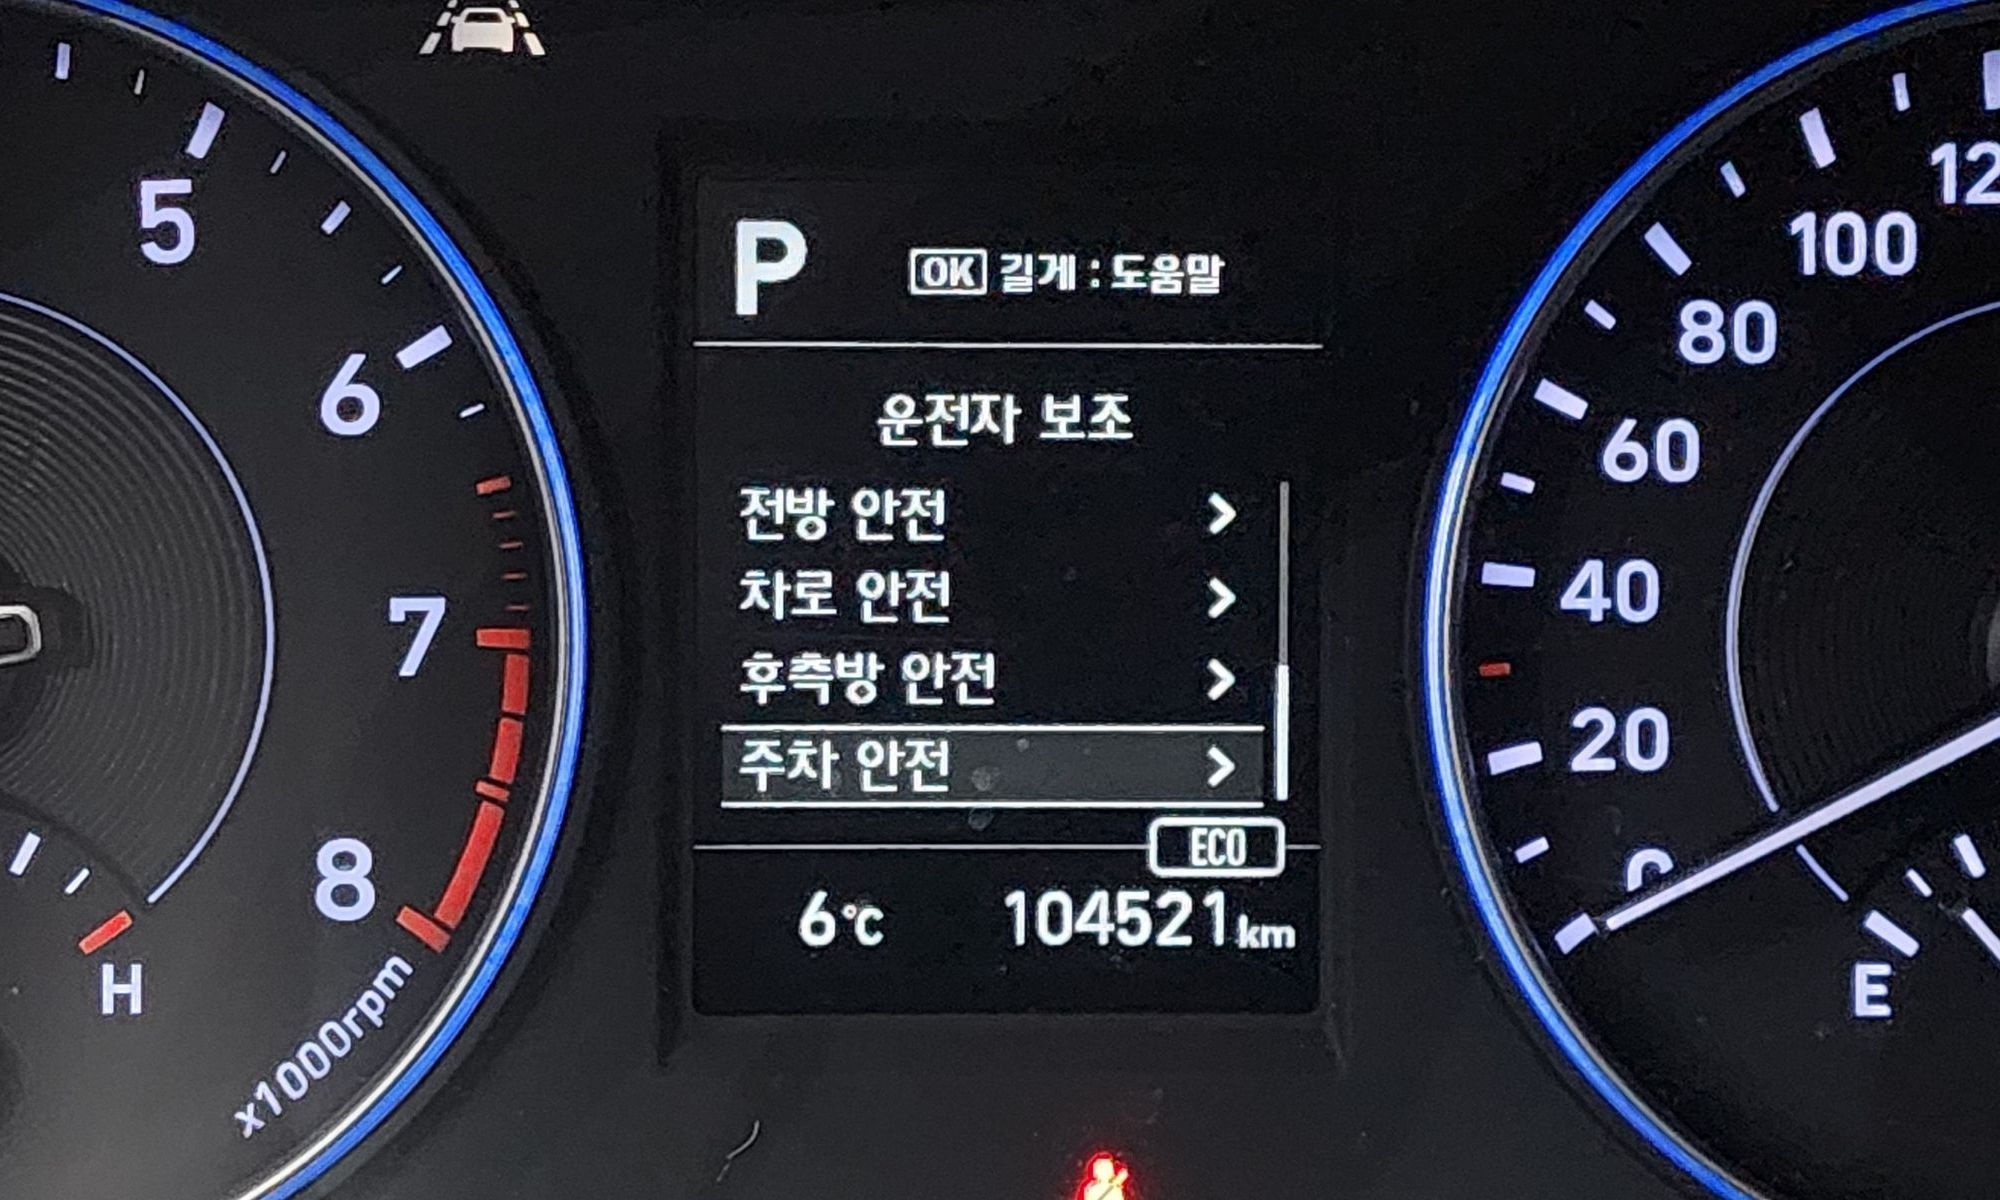 P
OK 길게 : 도움말
운전자 보조
전방 안전
차로 안전
후측방 안전
주차 안전
ECO
6℃ 104521km
5
6
7
8
x1000rpm
H
100
80
60
40
20
0
E